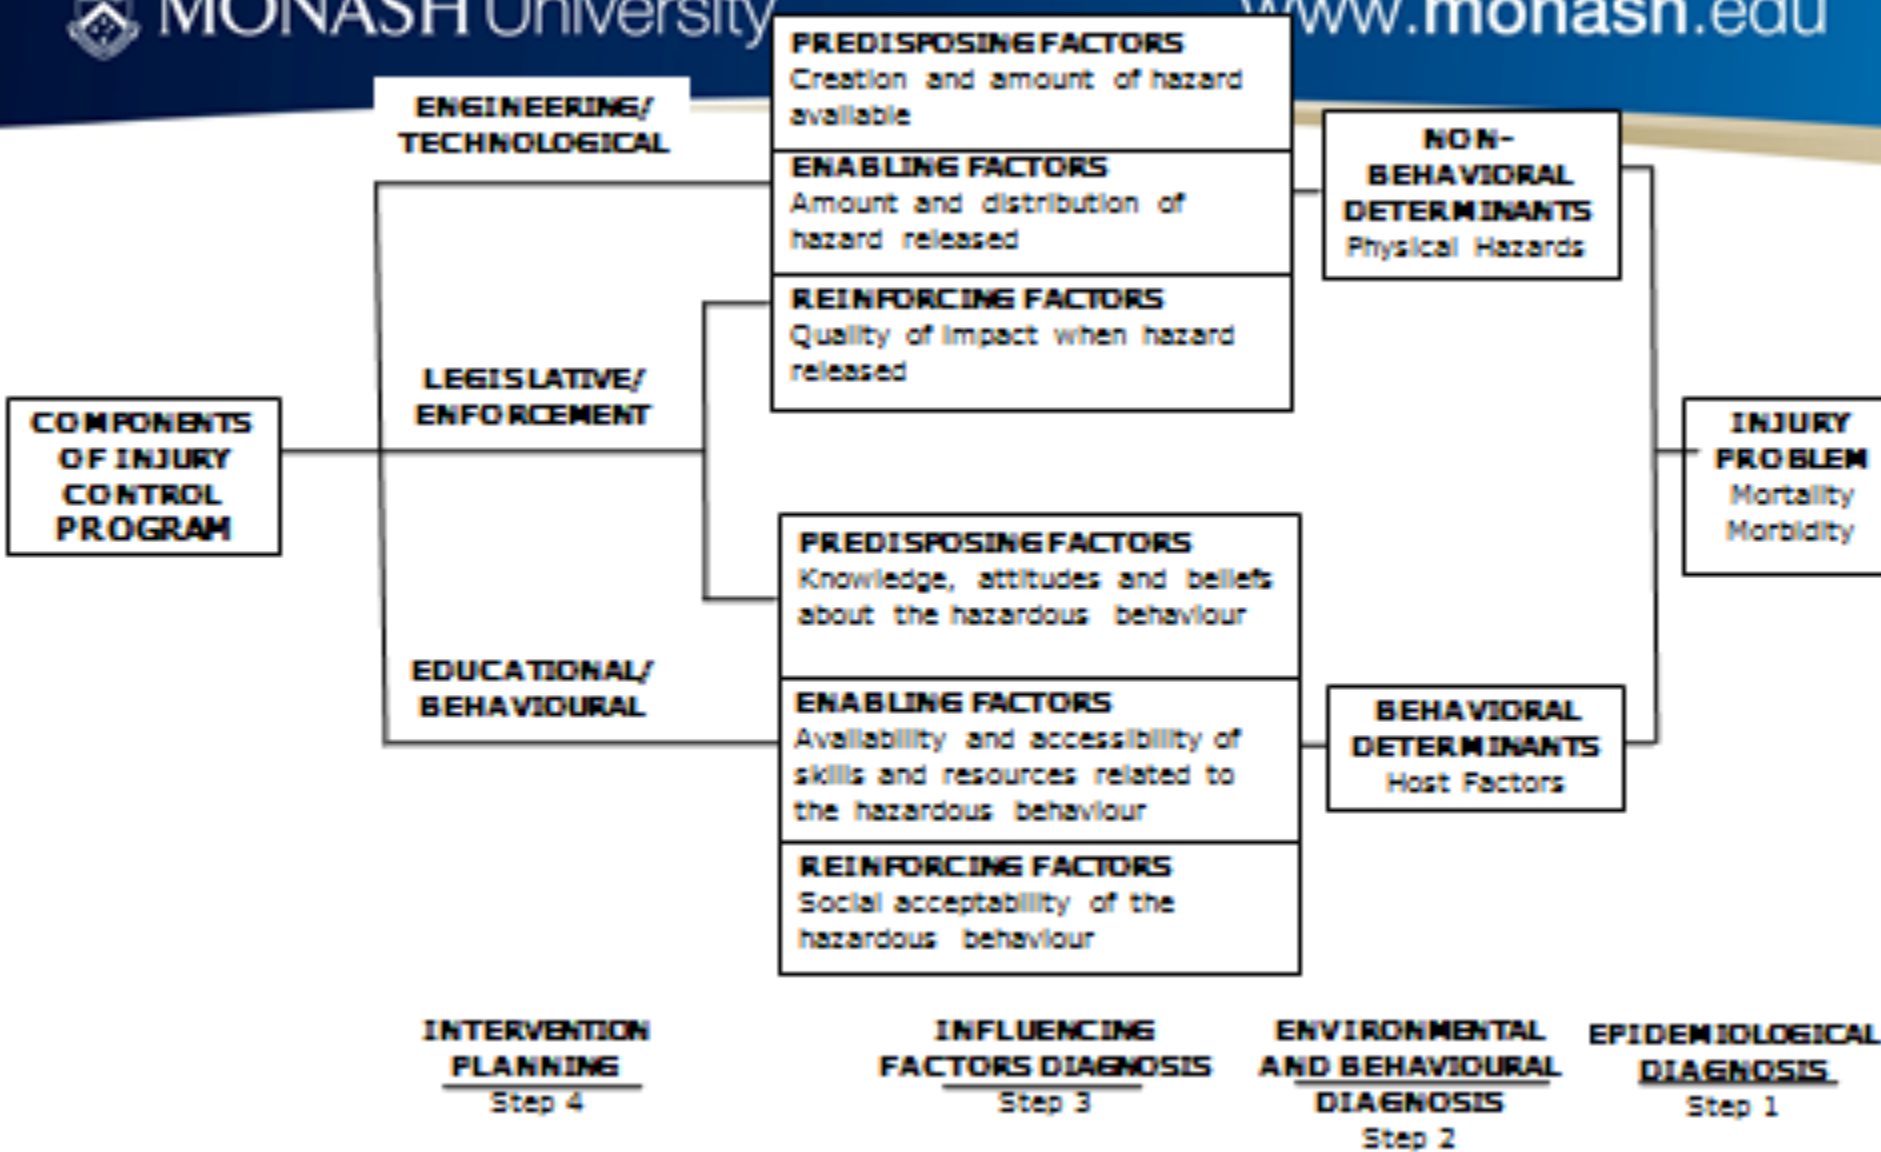 MONASH University
www.monash.edu
PREDISPOSING FACTORS
Creation and amount of hazard
available
ENABLING FACTORS
Amount and distribution of
hazard released
REINFORCING FACTORS
Quality of impact when hazard
released
ENGINEERING/
TECHNOLOGICAL
NON-
BEHAVIORAL
DETERMINANTS
Physical Hazards
LEGISLATIVE/
ENFORCEMENT
COMPONENTS
OF INJURY
CONTROL
PROGRAM
INJURY
PROBLEM
Mortality
Morbidity
PREDISPOSING FACTORS
Knowledge, attitudes and beliefs
about the hazardous behaviour
EDUCATIONAL/
BEHAVIOURAL
ENABLING FACTORS
Availability and accessibility of
skills and resources related to
the hazardous behaviour
BEHAVIORAL
DETERMINANTS
Host Factors
REINFORCING FACTORS
Social acceptability of the
hazardous behaviour
INTERVENTION
PLANNING
Step 4
INFLUENCING
FACTORS DIAGNOSIS
Step 3
ENVIRONMENTAL
AND BEHAVIOURAL
DIAGNOSIS
Step 2
EPIDEMIOLOGICAL
DIAGNOSIS
Step 1